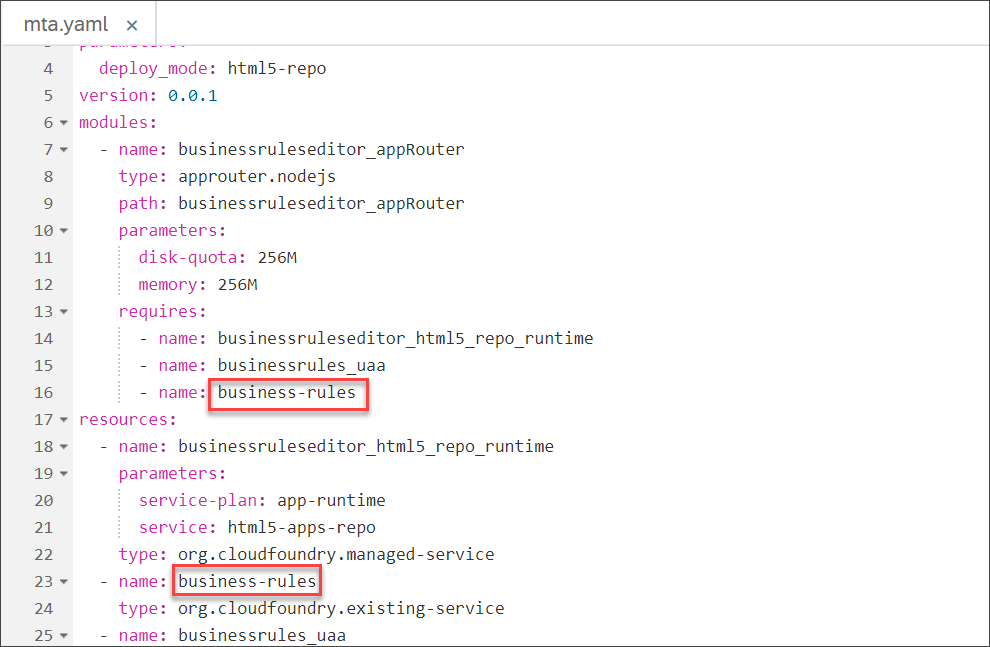 mta.yaml ×
4 deploy_mode: html5-repo
5 version: 0.0.1
6 modules:
7 - name: businessruleseditor_appRouter
8 type: approuter.nodejs
9 path: businessruleseditor_appRouter
10 parameters:
11 disk-quota: 256M
12 memory: 256M
13 requires:
14 - name: businessruleseditor_html5_repo_runtime
15 - name: businessrules_uaa
16 - name: business-rules
17 resources:
18 - name: businessruleseditor_html5_repo_runtime
19 parameters:
20 service-plan: app-runtime
21 service: html5-apps-repo
22 type: org.cloudfoundry.managed-service
23 - name: business-rules
24 type: org.cloudfoundry.existing-service
25 - name: businessrules_uaa